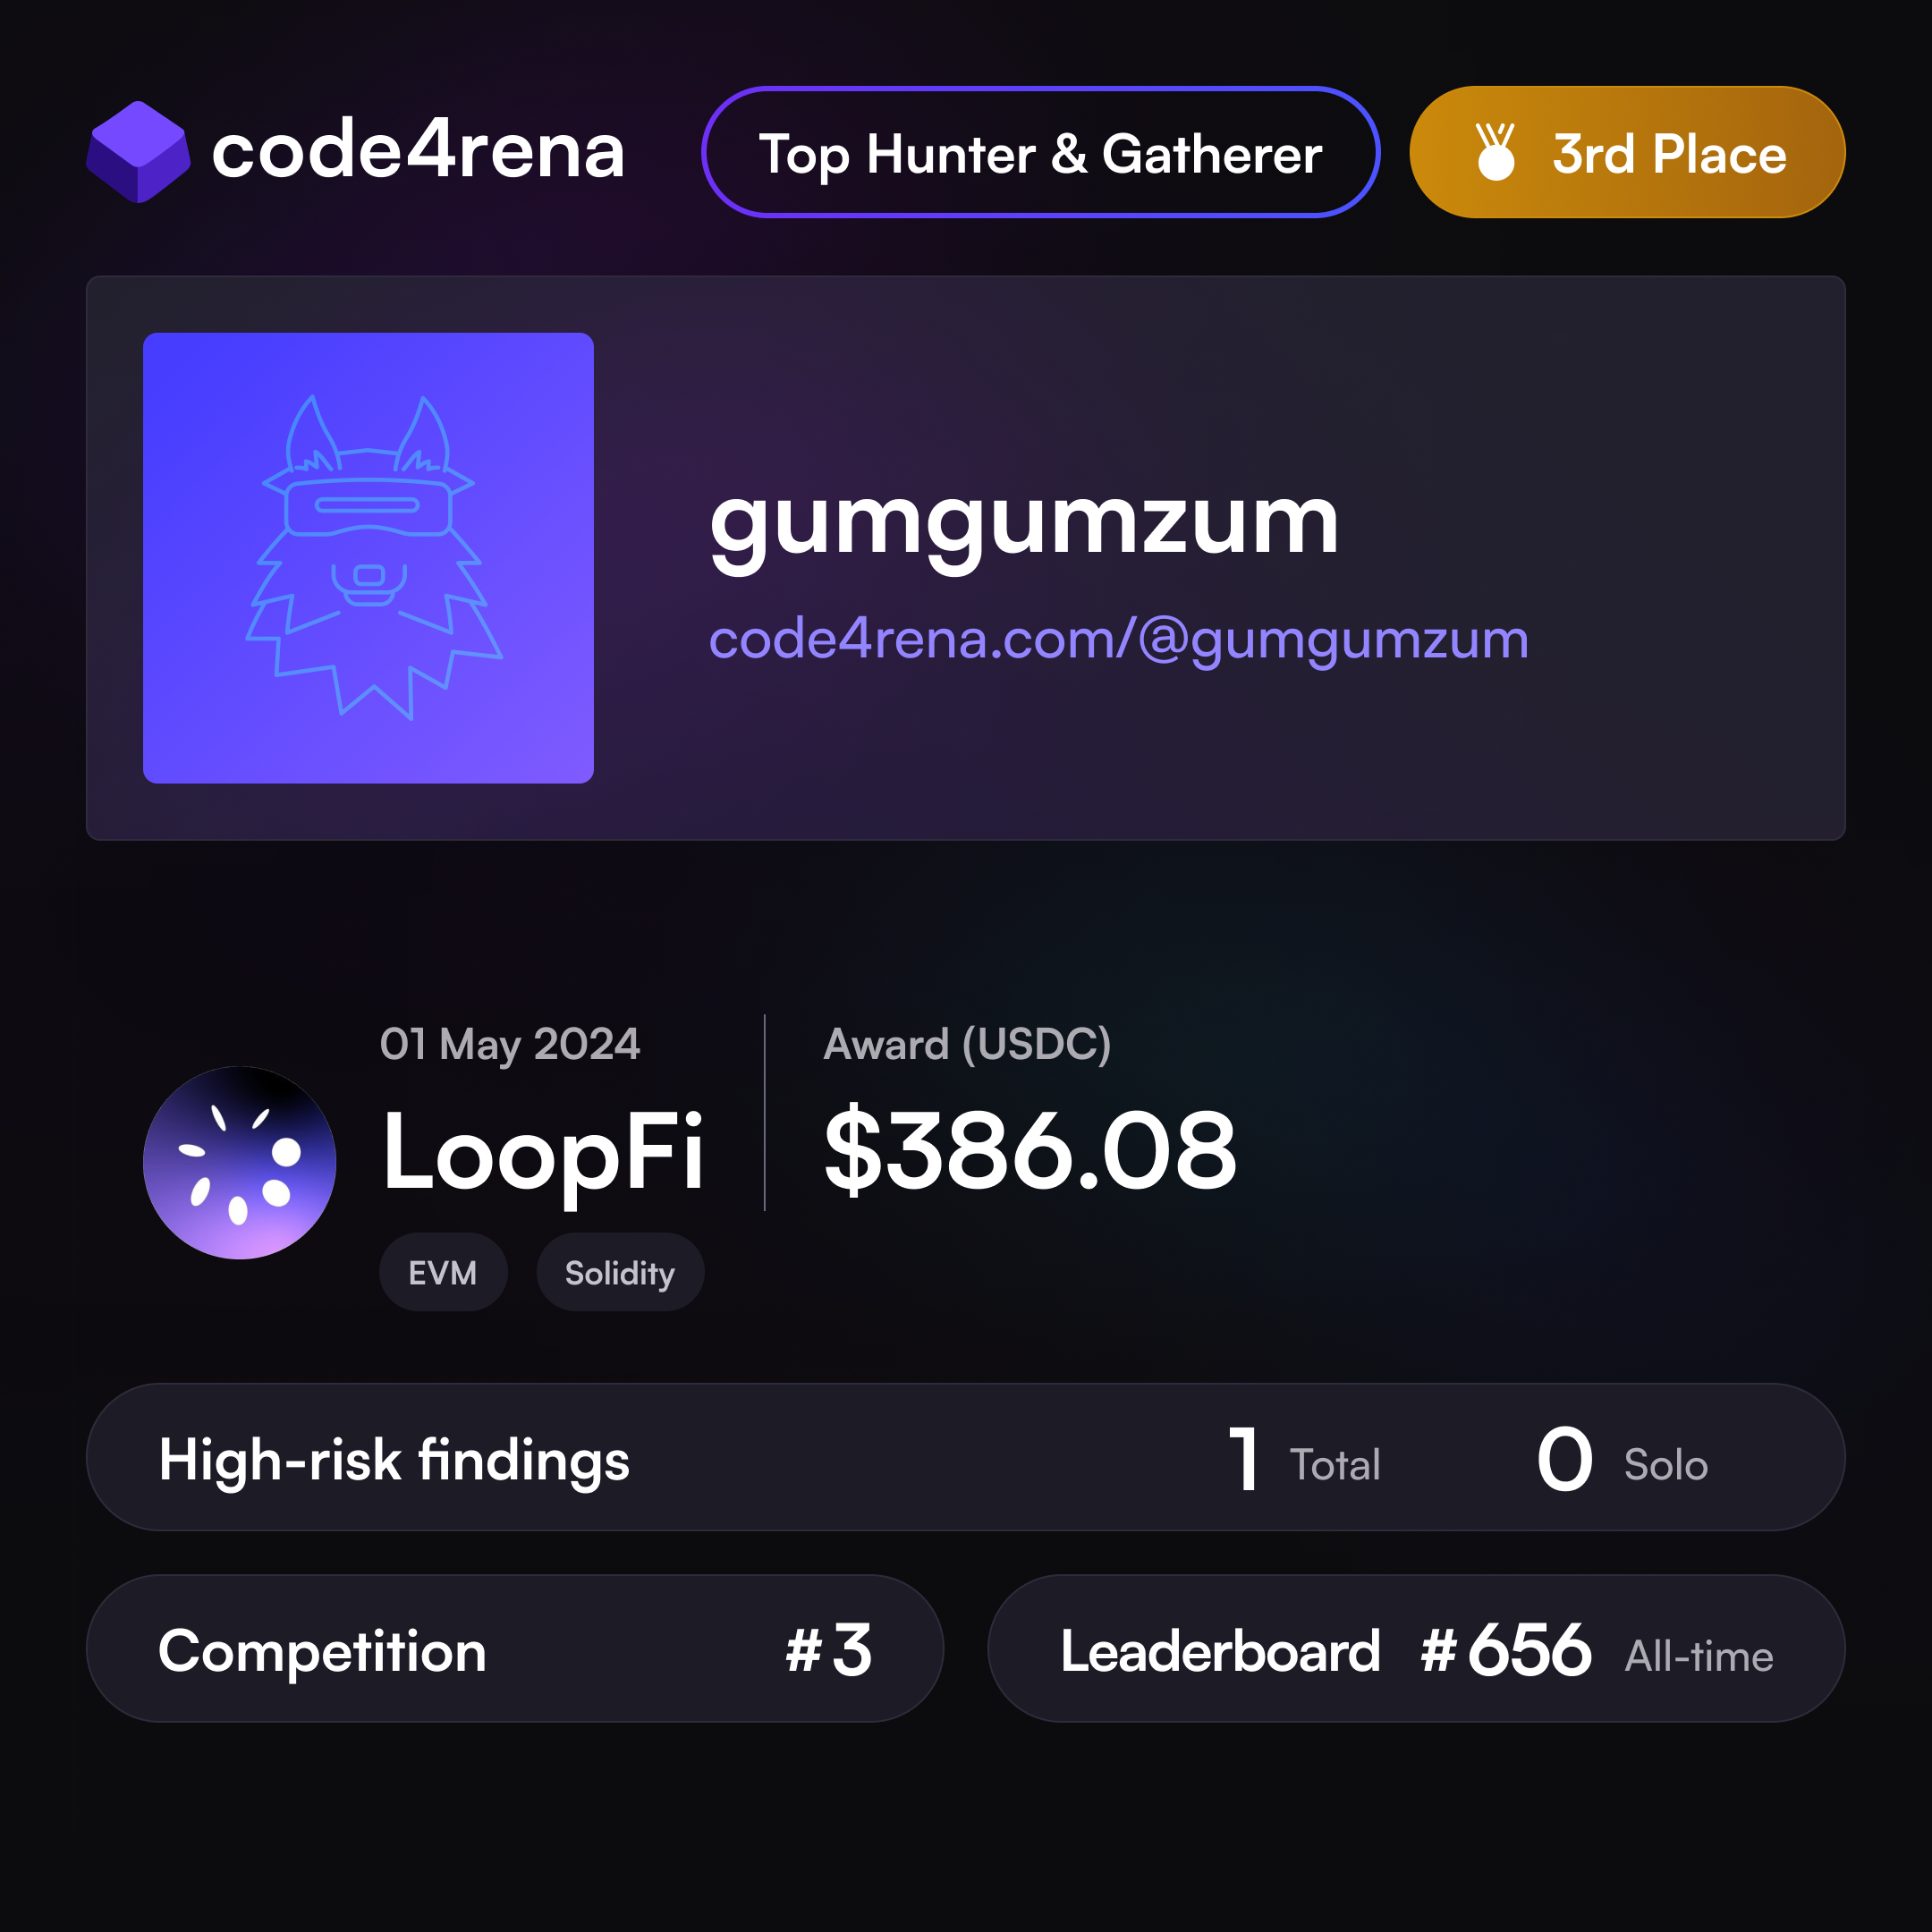 code4rena
Top Hunter & Gatherer
3rd Place
gumgumzum
code4rena.com/@gumgumzum
01 May 2024
LoopFi
EVM Solidity
Award (USDC)
$386.08
High-risk findings 1 Total 0 Solo
Competition #3
Leaderboard #656 All-time